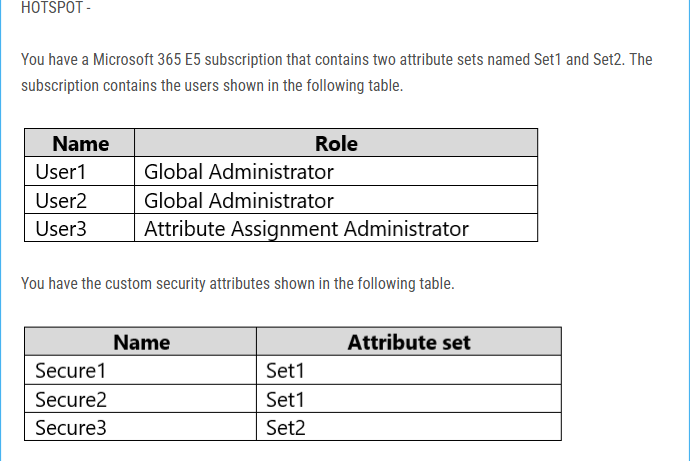 HOTSPOT -
You have a Microsoft 365 E5 subscription that contains two attribute sets named Set1 and Set2. The
subscription contains the users shown in the following table.
Name Role
User1 Global Administrator
User2 Global Administrator
User3 Attribute Assignment Administrator
You have the custom security attributes shown in the following table.
Name Attribute set
Secure1 Set1
Secure2 Set1
Secure3 Set2